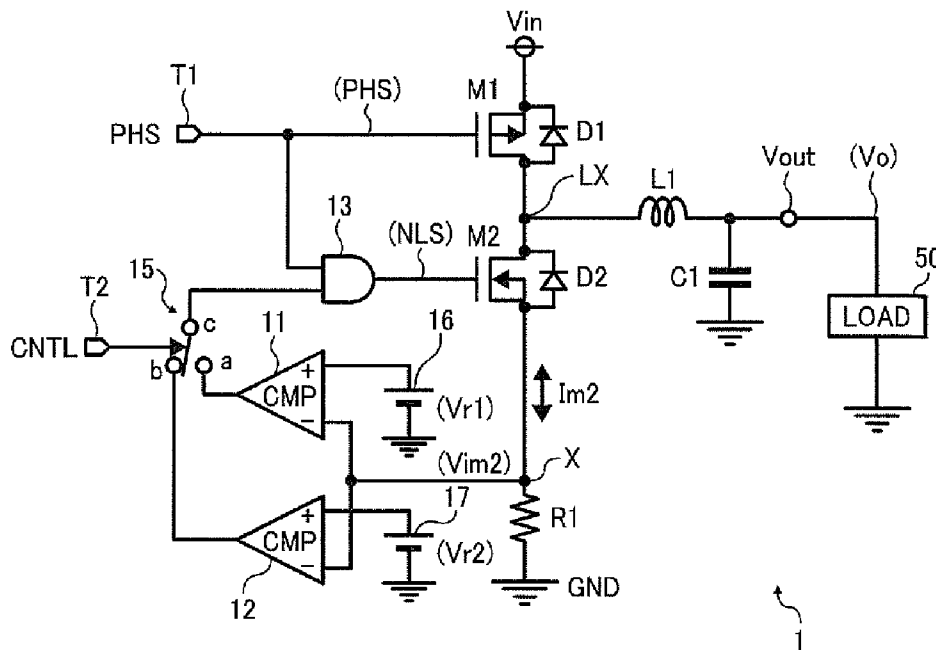 Vin
T1
(PHS)
M1
PHS
D1
LX
L1
Vout
(Vo)
13
(NLS)
M2
D2
C1
50
LOAD
15
T2
c
CNTL
b
a
11
+
CMP
−
16
(Vr1)
Im2
(Vim2)
X
R1
17
+
CMP
−
(Vr2)
12
GND
1